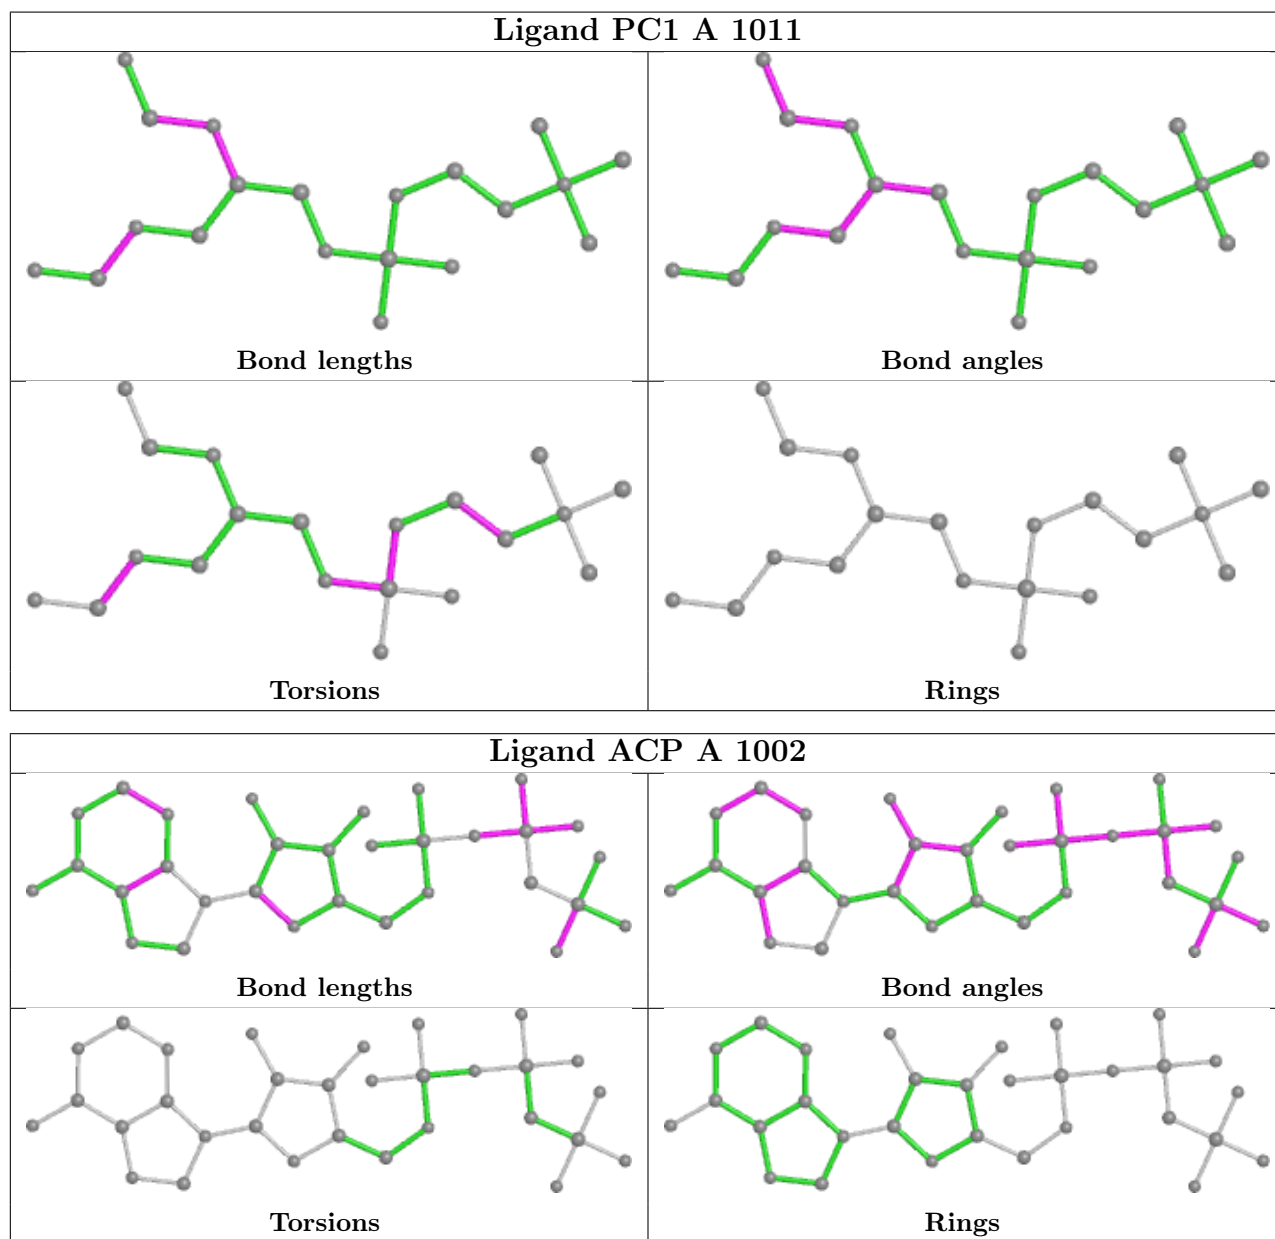 Ligand PC1 A 1011
Bond lengths
Bond angles
Torsions
Rings
Ligand ACP A 1002
Bond lengths
Bond angles
Torsions
Rings